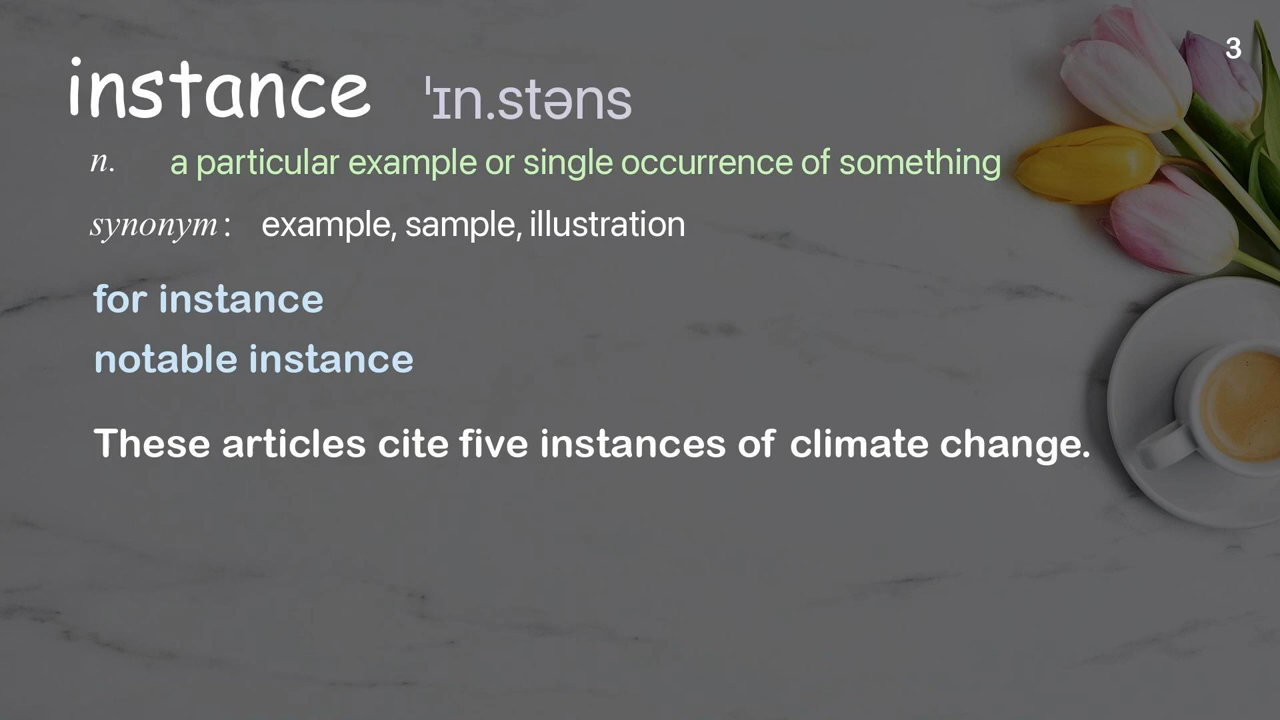 3
instance ˈɪn.stəns
n. a particular example or single occurrence of something
synonym: example, sample, illustration
for instance
notable instance
These articles cite five instances of climate change.